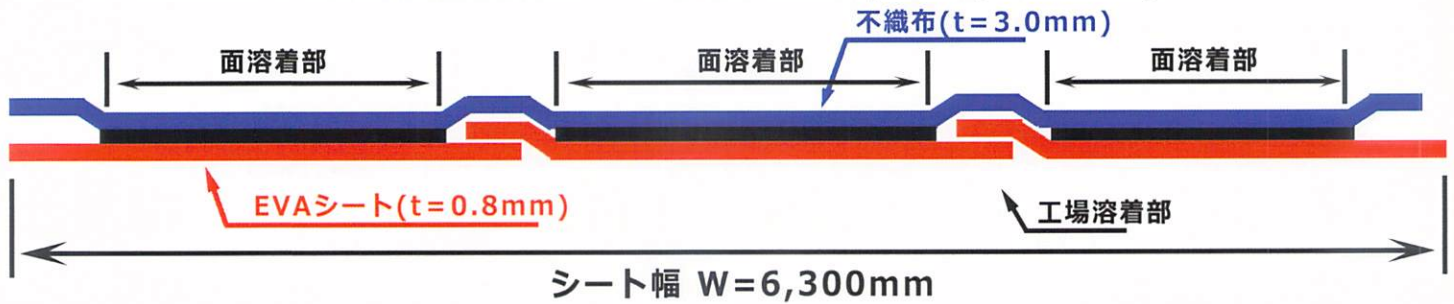 不織布(t=3.0mm)
面溶着部
面溶着部
面溶着部
EVAシート(t=0.8mm)
工場溶着部
シート幅 W=6,300mm